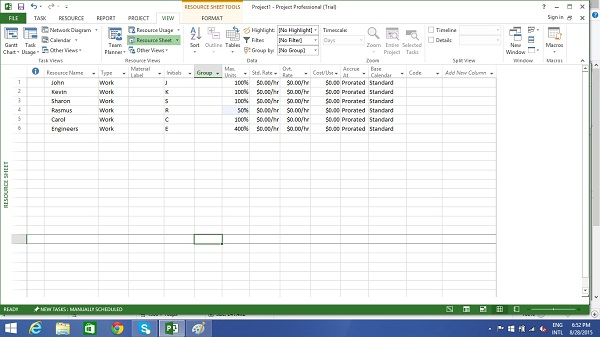 RESOURCE SHEET TOOLS Project1 - Project Professional (Trial)
FILE TASK RESOURCE REPORT PROJECT VIEW FORMAT Sign in
Network Diagram Resource Usage Highlight: [No Highlight] Timescale Timeline
Calendar Resource Sheet Filter: [No Filter] Days Details
Gantt Chart Task Usage Other Views Team Planner Other Views Sort Outline Tables Group by: [No Group] Zoom Entire Project Selected Tasks New Window Macros
Task Views Resource Views Data Zoom Split View Window Macros
Resource Name Type Material Label Initials Group Max. Units Std. Rate Ovt. Rate Cost/Use Accrue At Base Calendar Code Add New Column
1 John Work J 100% $0.00/hr $0.00/hr $0.00 Prorated Standard
2 Kevin Work K 100% $0.00/hr $0.00/hr $0.00 Prorated Standard
3 Sharon Work S 100% $0.00/hr $0.00/hr $0.00 Prorated Standard
4 Rasmus Work R 50% $0.00/hr $0.00/hr $0.00 Prorated Standard
5 Carol Work C 100% $0.00/hr $0.00/hr $0.00 Prorated Standard
6 Engineers Work E 400% $0.00/hr $0.00/hr $0.00 Prorated Standard
RESOURCE SHEET
READY NEW TASKS : MANUALLY SCHEDULED
ENG 6:52 PM
INTL 8/28/2015